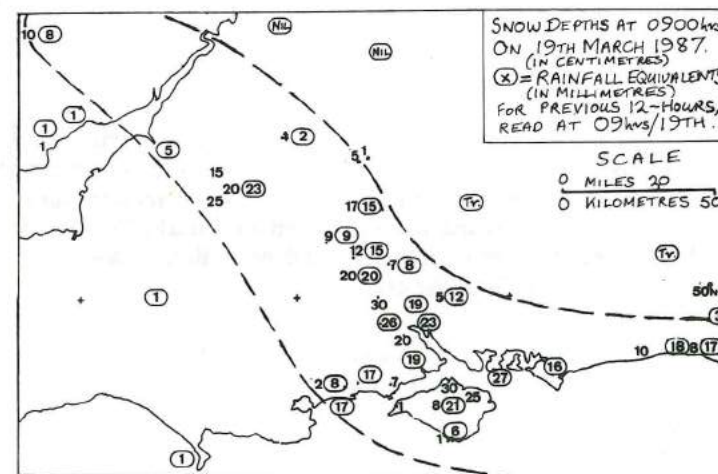 SNOW DEPTHS AT 0900hrs
ON 19TH MARCH 1987.
(IN CENTIMETRES)
(X) = RAINFALL EQUIVALENT
(IN MILLIMETRES)
FOR PREVIOUS 12-HOURS,
READ AT 09hrs/19TH.
SCALE
0 MILES 20
0 KILOMETRES 50
10 8
Nil
Nil
1 1
1
5
4 2
5 1
15
20 23
25
17 15
Tr.
9 9
12 15
7 8
Tr.
20 20
1
30
19
5 12
50
26
23
20
19
16
10
18 8 17
17
2 8
7
27
30
25
17
1
8 21
6
1
1